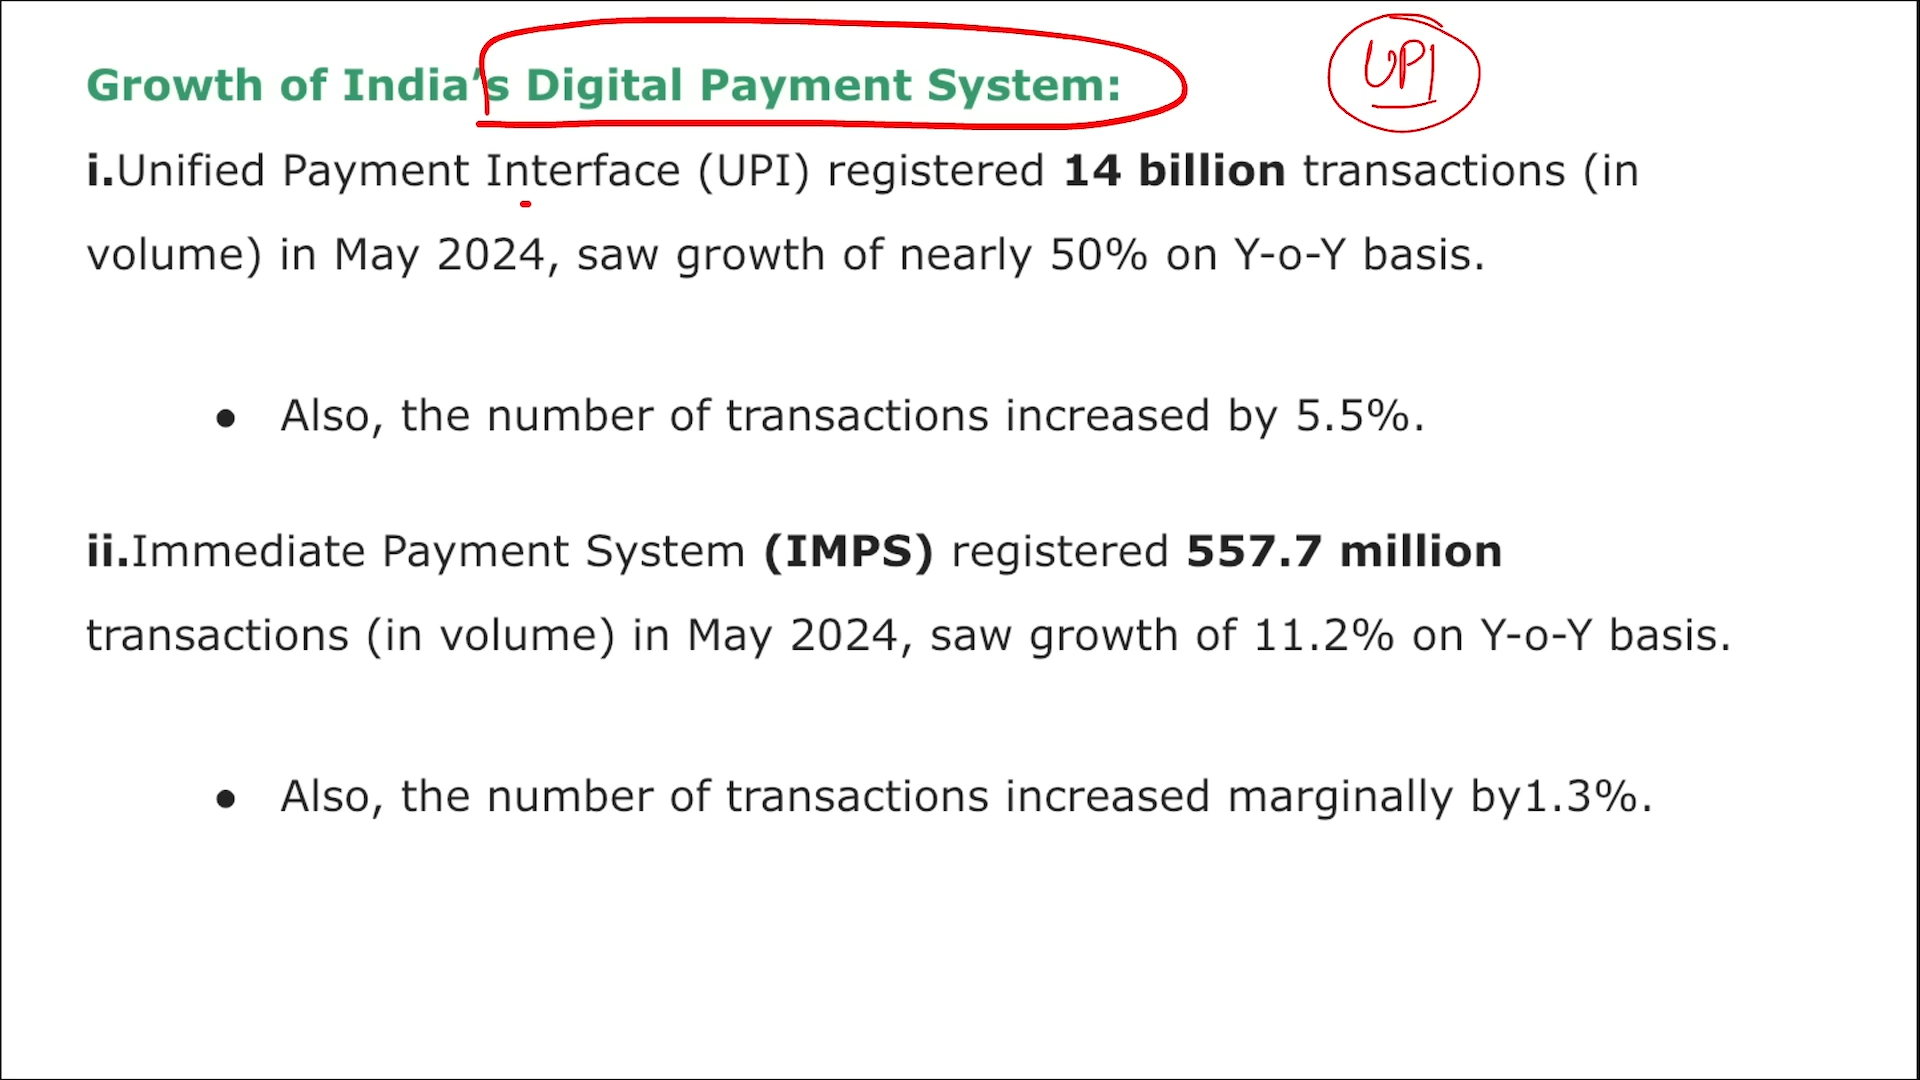 Growth of India's Digital Payment System:
UPI
i.Unified Payment Interface (UPI) registered 14 billion transactions (in
volume) in May 2024, saw growth of nearly 50% on Y-o-Y basis.
● Also, the number of transactions increased by 5.5%.
ii.Immediate Payment System (IMPS) registered 557.7 million
transactions (in volume) in May 2024, saw growth of 11.2% on Y-o-Y basis.
● Also, the number of transactions increased marginally by1.3%.